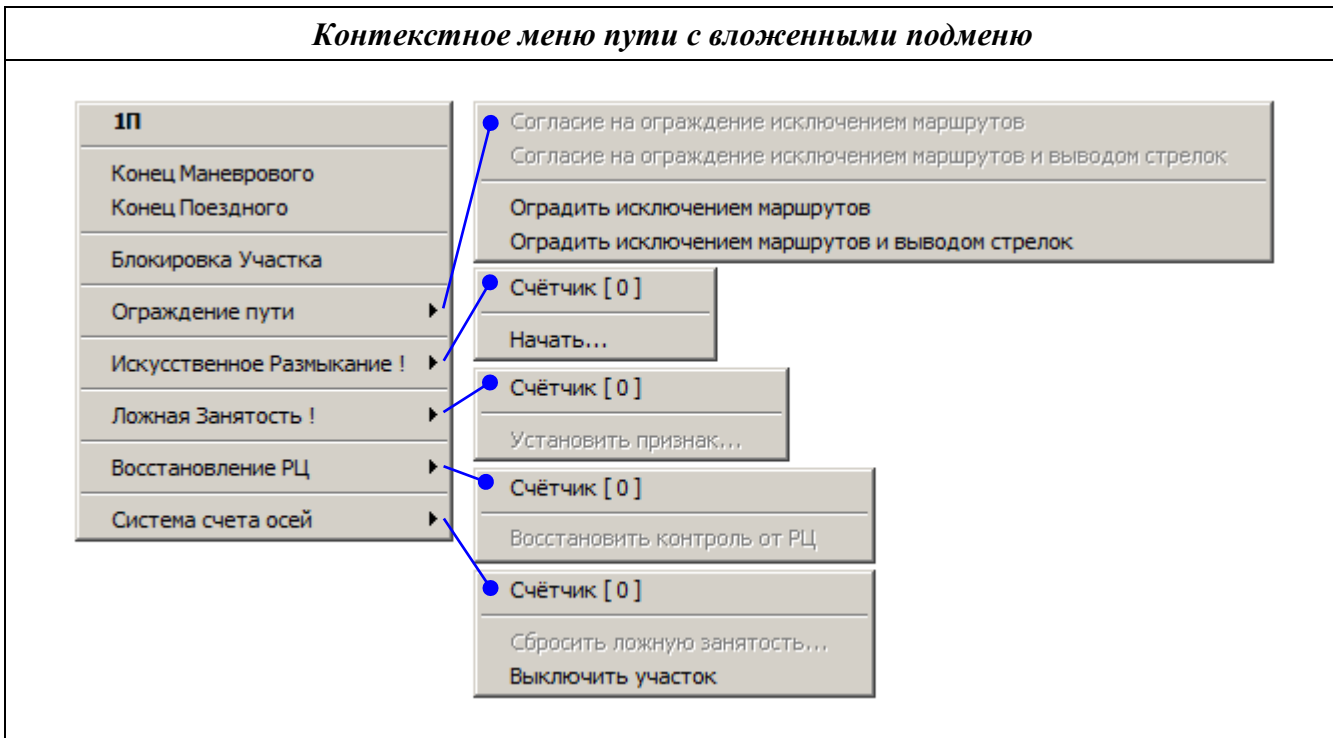 Контекстное меню пути с вложенными подменю
1П
Конец Маневрового
Конец Поездного
Блокировка Участка
Ограждение пути
Искусственное Размыкание !
Ложная Занятость !
Восстановление РЦ
Система счета осей
Согласие на ограждение исключением маршрутов
Согласие на ограждение исключением маршрутов и выводом стрелок
Оградить исключением маршрутов
Оградить исключением маршрутов и выводом стрелок
Счётчик [ 0 ]
Начать...
Счётчик [ 0 ]
Установить признак...
Счётчик [ 0 ]
Восстановить контроль от РЦ
Счётчик [ 0 ]
Сбросить ложную занятость...
Выключить участок